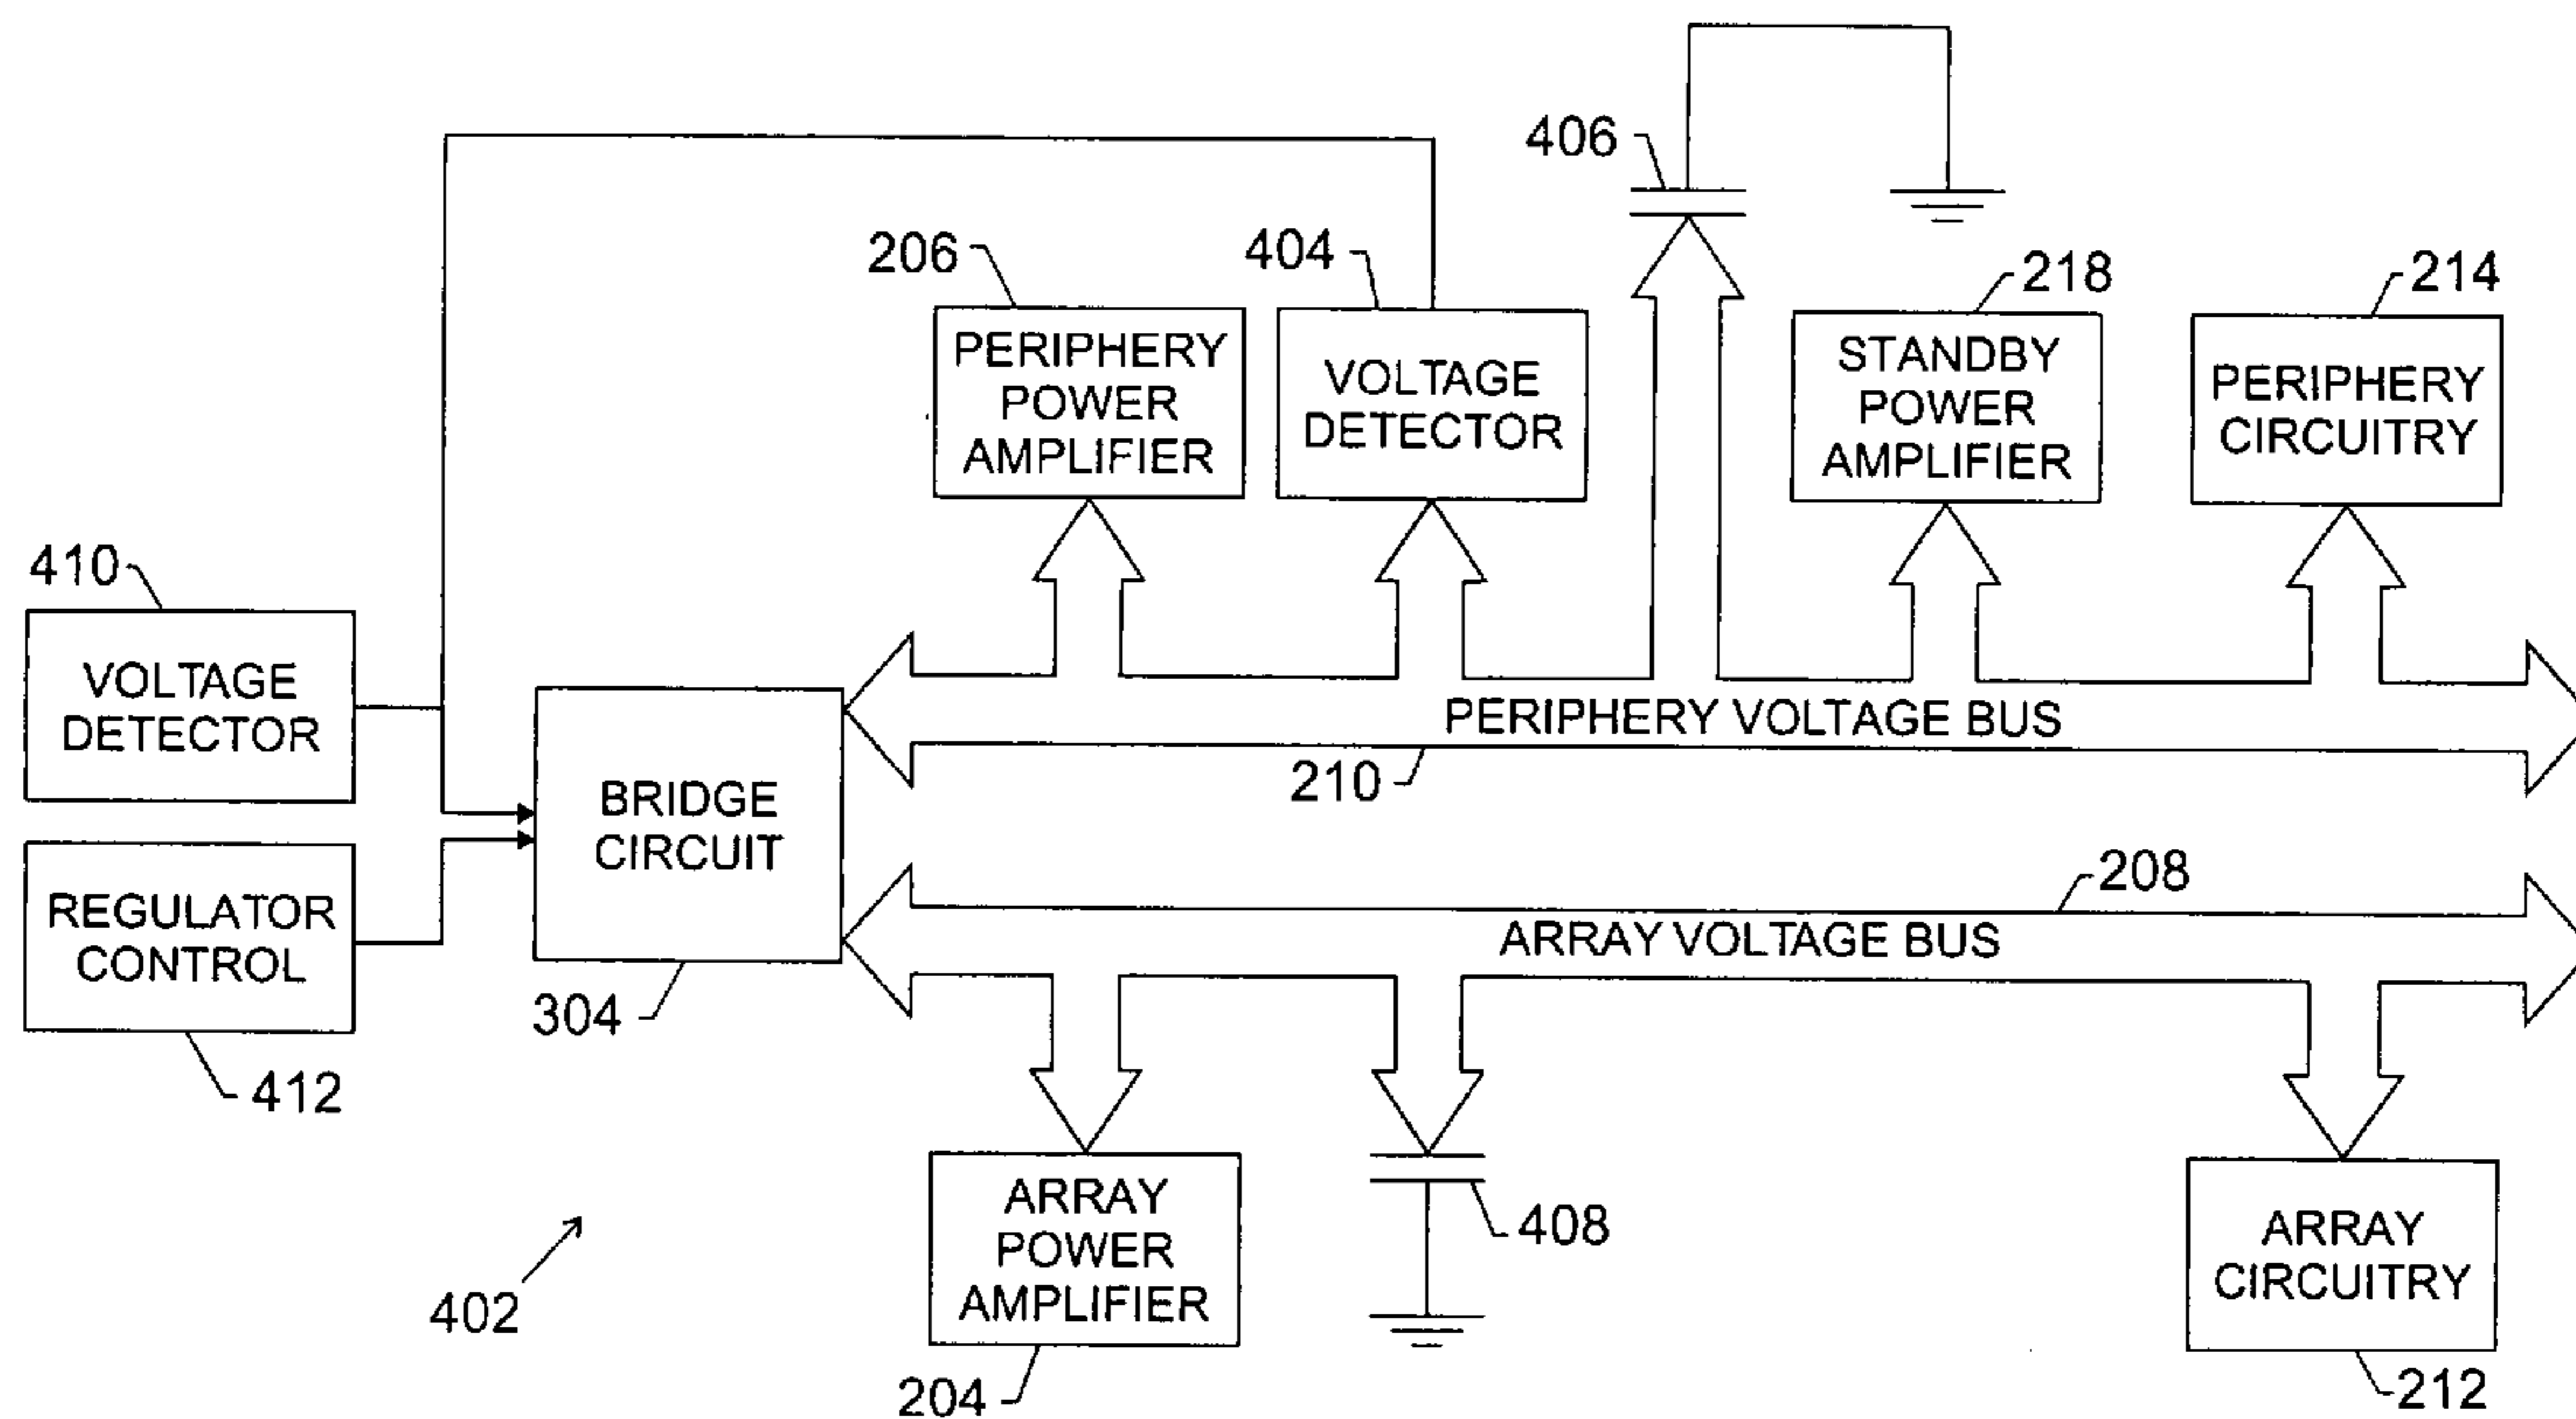 406
206
404
218
214
PERIPHERY
POWER
AMPLIFIER
VOLTAGE
DETECTOR
STANDBY
POWER
AMPLIFIER
PERIPHERY
CIRCUITRY
410
VOLTAGE
DETECTOR
PERIPHERY VOLTAGE BUS
210
BRIDGE
CIRCUIT
208
REGULATOR
CONTROL
ARRAY VOLTAGE BUS
304
412
402
ARRAY
POWER
AMPLIFIER
408
ARRAY
CIRCUITRY
204
212